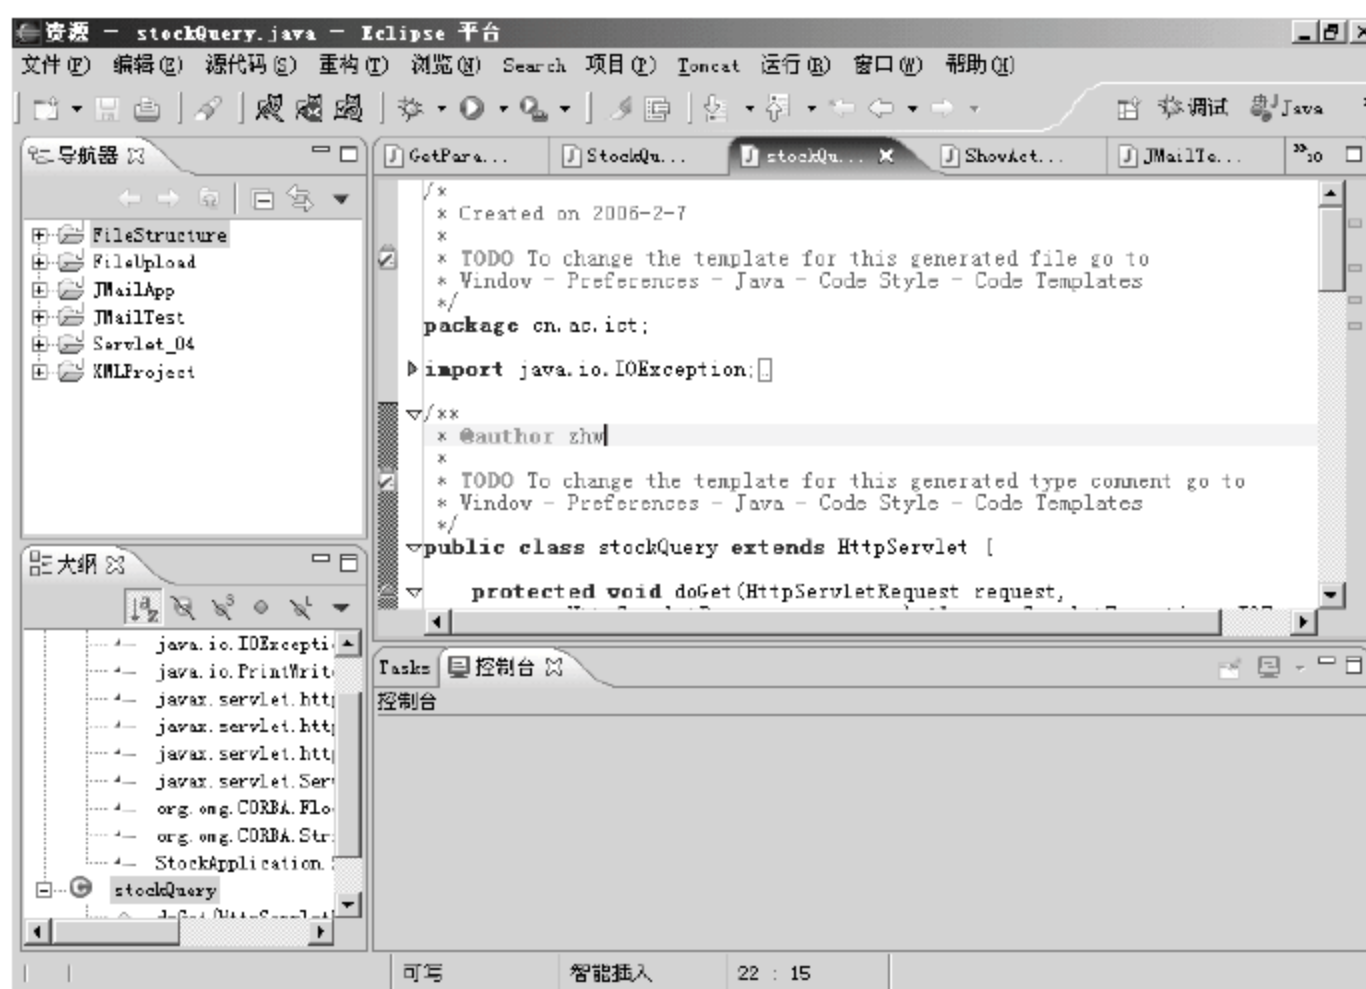 资源 - stockQuery.java - Eclipse 平台
文件(F) 编辑(E) 源代码(S) 重构(T) 浏览(N) Search 项目(P) Tomcat 运行(R) 窗口(W) 帮助(H)
调试 Java
导航器
FileStructure
FileUpload
JMailApp
JMailTest
Servlet_04
XMLProject
GetPara... StockQu... stockQu... ShowAct... JMailTe... 10
/*
* Created on 2006-2-7
*
* TODO To change the template for this generated file go to
* Window - Preferences - Java - Code Style - Code Templates
*/
package cn.ac.ict;
import java.io.IOException;
/**
* @author zhw
*
* TODO To change the template for this generated type comment go to
* Window - Preferences - Java - Code Style - Code Templates
*/
public class stockQuery extends HttpServlet {
protected void doGet(HttpServletRequest request,
大纲
java.io.IOExcepti
java.io.PrintWrit
javax.servlet.htt
javax.servlet.htt
javax.servlet.htt
javax.servlet.Ser
org.omg.CORBA.Flo
org.omg.CORBA.Str
StockApplication.
stockQuery
Tasks 控制台
控制台
可写 智能插入 22 : 15